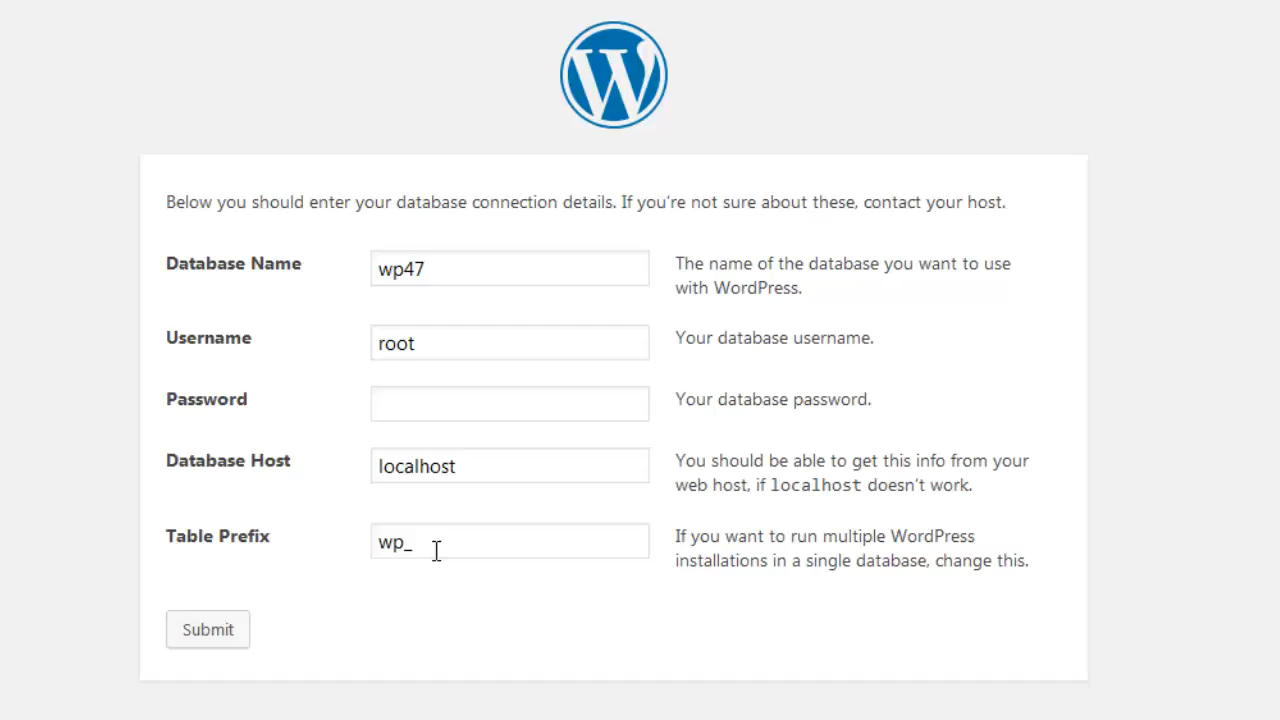 W
Below you should enter your database connection details. If you’re not sure about these, contact your host.
Database Name
wp47
The name of the database you want to use
with WordPress.
Username
root
Your database username.
Password
Your database password.
Database Host
localhost
You should be able to get this info from your
web host, if localhost doesn’t work.
Table Prefix
wp_
If you want to run multiple WordPress
installations in a single database, change this.
Submit